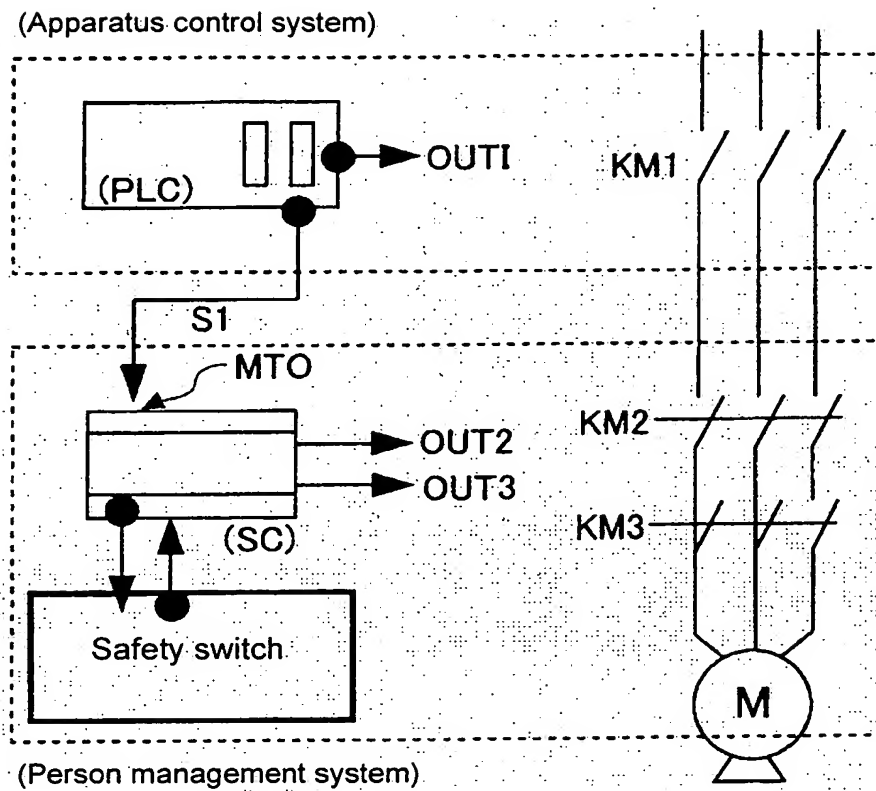 (Apparatus control system)
OUTI
(PLC)
KM1
S1
MTO
OUT2
OUT3
(SC)
KM2
KM3
Safety switch
M
(Person management system)